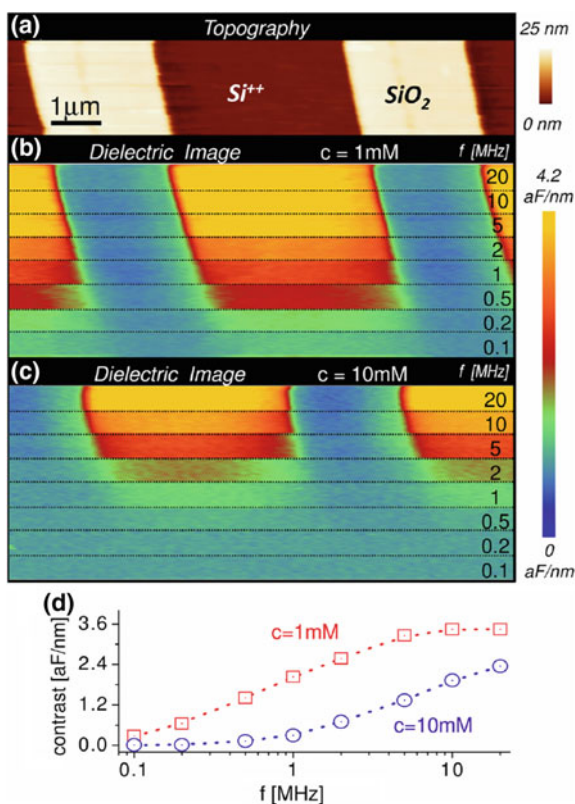 (a) Topography
25 nm
Si++
SiO2
1μm
0 nm
(b) Dielectric Image c = 1mM f [MHz]
4.2
aF/nm
20
10
5
2
1
0.5
0.2
0.1
(c) Dielectric Image c = 10mM f [MHz]
20
10
5
2
1
0.5
0.2
0.1
0
aF/nm
(d)
contrast [aF/nm]
3.6
2.4
1.2
0.0
c=1mM
c=10mM
0.1 1 10
f [MHz]